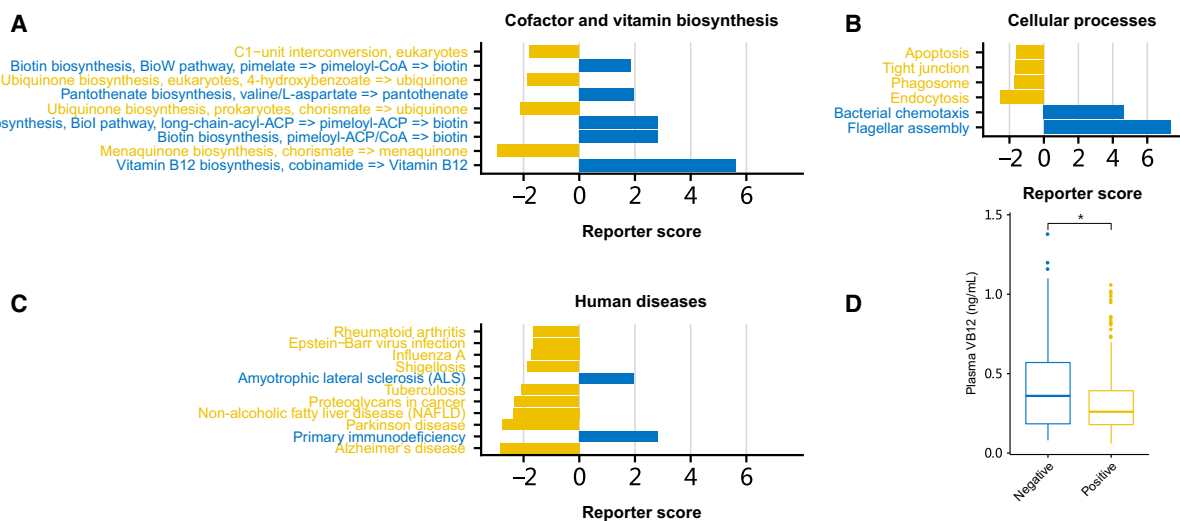 A
Cofactor and vitamin biosynthesis
C1−unit interconversion, eukaryotes
Biotin biosynthesis, BioW pathway, pimelate => pimeloyl-CoA => biotin
Ubiquinone biosynthesis, eukaryotes, 4-hydroxybenzoate => ubiquinone
Pantothenate biosynthesis, valine/L-aspartate => pantothenate
Ubiquinone biosynthesis, prokaryotes, chorismate => ubiquinone
osynthesis, BioI pathway, long-chain-acyl-ACP => pimeloyl-ACP => biotin
Biotin biosynthesis, pimeloyl-ACP/CoA => biotin
Menaquinone biosynthesis, chorismate => menaquinone
Vitamin B12 biosynthesis, cobinamide => Vitamin B12
−2 0 2 4 6
Reporter score
B
Cellular processes
Apoptosis
Tight junction
Phagosome
Endocytosis
Bacterial chemotaxis
Flagellar assembly
−2 0 2 4 6
Reporter score
C
Human diseases
Rheumatoid arthritis
Epstein−Barr virus infection
Influenza A
Shigellosis
Amyotrophic lateral sclerosis (ALS)
Tuberculosis
Proteoglycans in cancer
Non-alcoholic fatty liver disease (NAFLD)
Parkinson disease
Primary immunodeficiency
Alzheimer's disease
−2 0 2 4 6
Reporter score
D
Plasma VB12 (ng/mL)
1.5
1.0
0.5
0.0
*
Negative
Positive